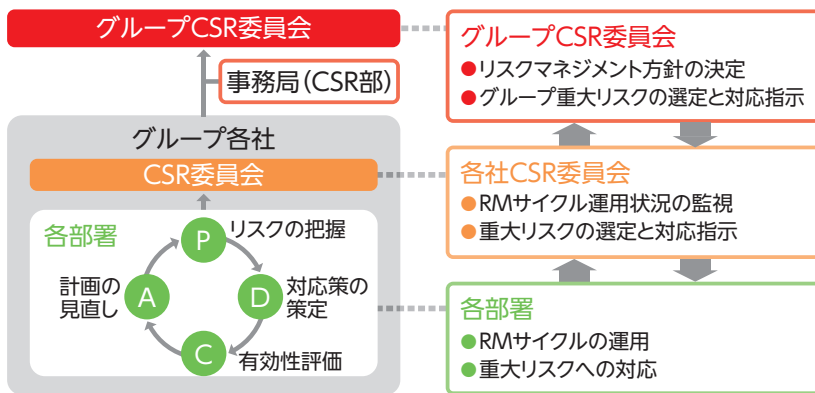 グループCSR委員会
事務局(CSR部)
グループ各社
CSR委員会
各部署
P
リスクの把握
D
対応策の
策定
C
有効性評価
A
計画の
見直し
グループCSR委員会
●リスクマネジメント方針の決定
●グループ重大リスクの選定と対応指示
各社CSR委員会
●RMサイクル運用状況の監視
●重大リスクの選定と対応指示
各部署
●RMサイクルの運用
●重大リスクへの対応